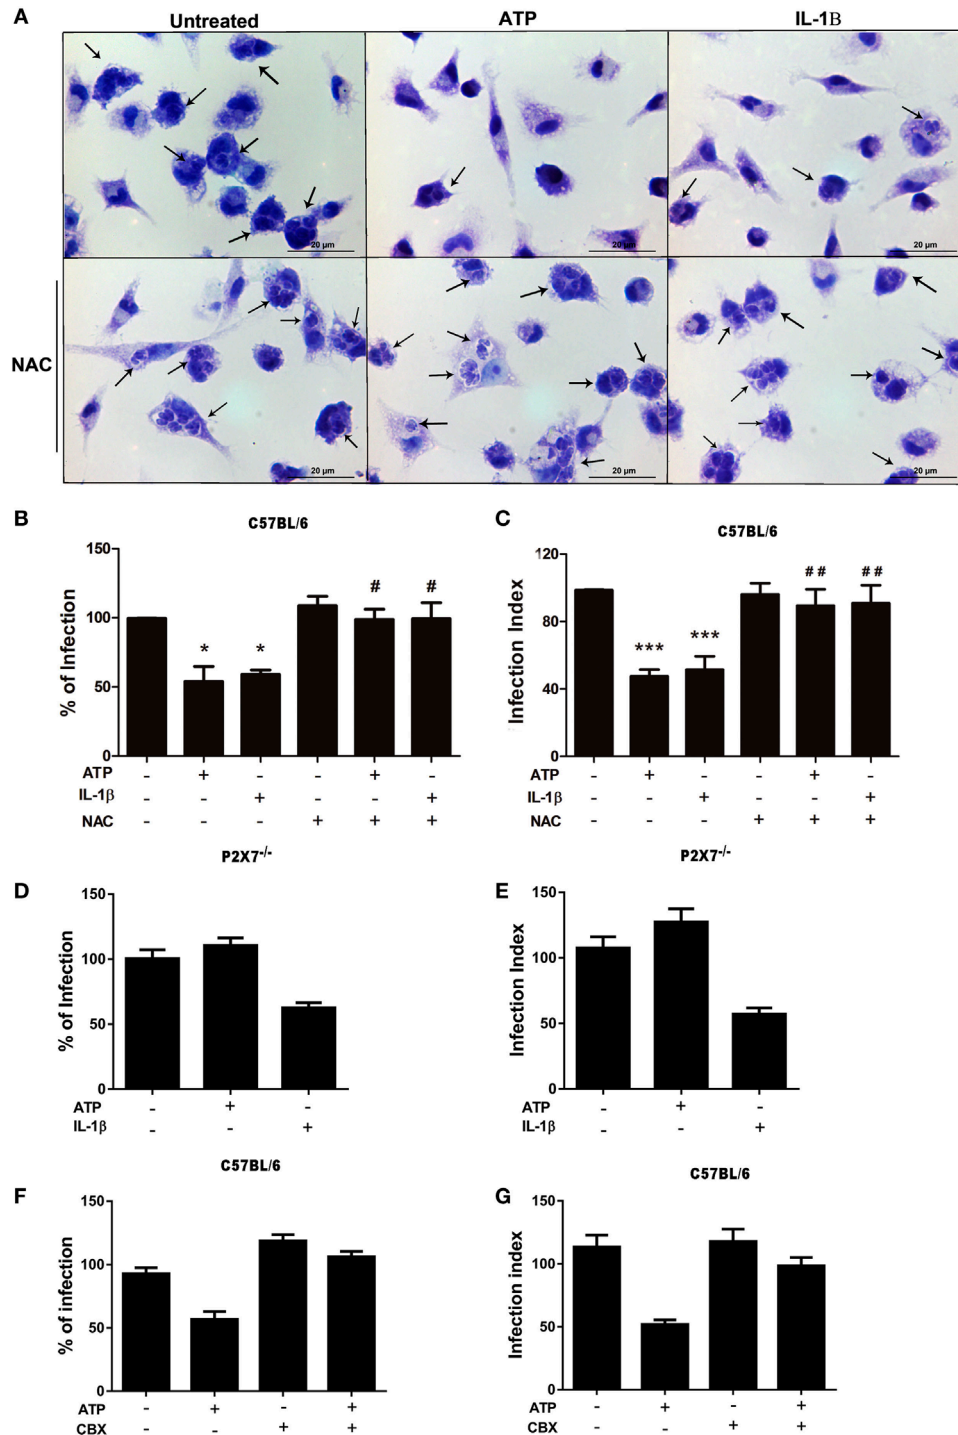 A
Untreated ATP IL-1B
20 μm 20 μm 20 μm
NAC
20 μm 20 μm 20 μm
B
C57BL/6
% of Infection
150
100
50
0
* * # #
ATP - + - - + -
IL-1β - - + - - +
NAC - - - + + +
C
C57BL/6
Infection Index
120
80
40
0
*** *** ## ##
ATP - + - - + -
IL-1β - - + - - +
NAC - - - + + +
D
P2X7-/-
% of Infection
150
100
50
0
ATP - + -
IL-1β - - +
E
P2X7-/-
Infection Index
150
100
50
0
ATP - + -
IL-1β - - +
F
C57BL/6
% of infection
150
100
50
0
ATP - + - +
CBX - - + +
G
C57BL/6
Infection index
150
100
50
0
ATP - + - +
CBX - - + +